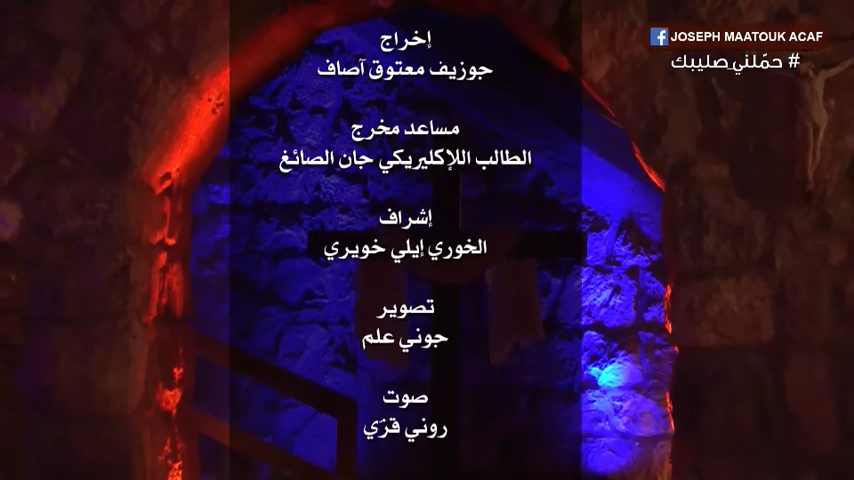 JOSEPH MAATOUK ACAF
# حمّلني صليبك
إخراج
جوزيف معتوق آصاف
مساعد مخرج
الطالب اللإكليريكي جان الصائغ
إشراف
الخوري إيلي خويري
تصوير
جوني علم
صوت
روني قزّي